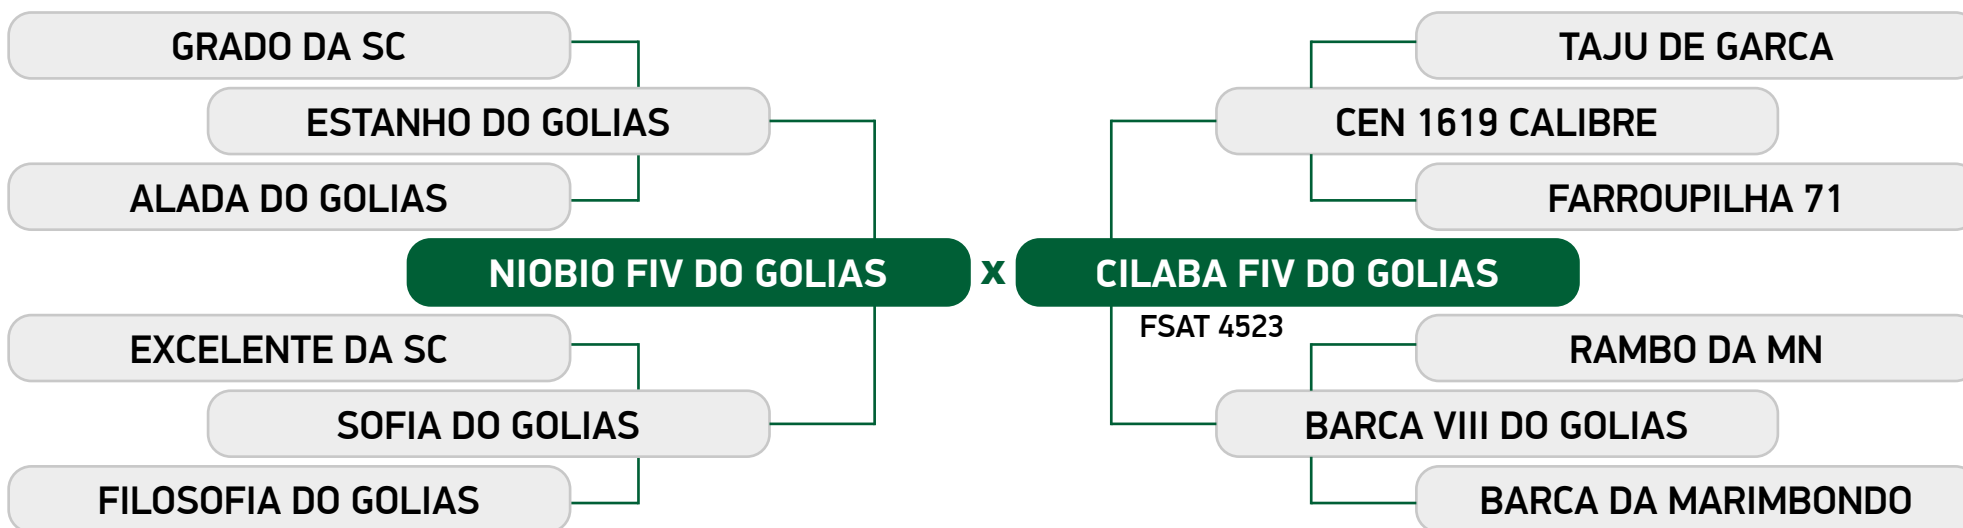 GRADO DA SC
TAJU DE GARCA
ESTANHO DO GOLIAS
CEN 1619 CALIBRE
ALADA DO GOLIAS
FARROUPILHA 71
NIOBIO FIV DO GOLIAS x CILABA FIV DO GOLIAS
FSAT 4523
EXCELENTE DA SC
RAMBO DA MN
SOFIA DO GOLIAS
BARCA VIII DO GOLIAS
FILOSOFIA DO GOLIAS
BARCA DA MARIMBONDO